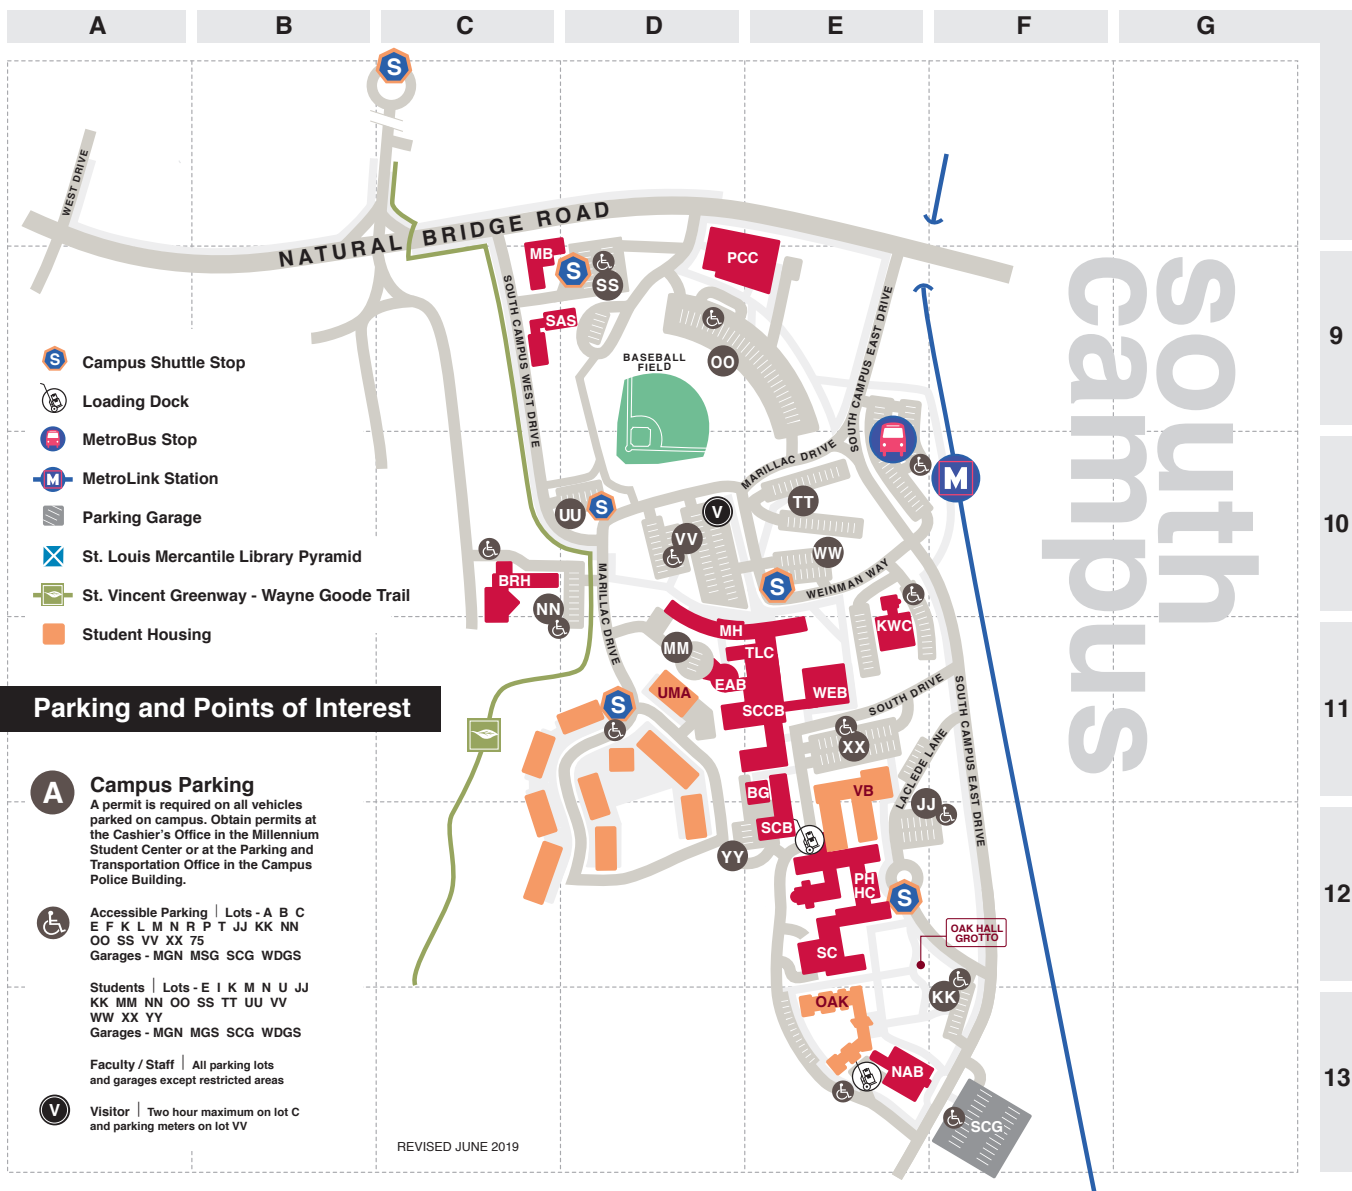 A B C D E F G
S
WEST DRIVE
NATURAL BRIDGE ROAD
MB
S
SS
PCC
SOUTH CAMPUS WEST DRIVE
SAS
OO
SOUTH CAMPUS EAST DRIVE
south
campus
9
BASEBALL
FIELD
S Campus Shuttle Stop
Loading Dock
MetroBus Stop
M MetroLink Station
Parking Garage
St. Louis Mercantile Library Pyramid
St. Vincent Greenway - Wayne Goode Trail
Student Housing
MARILLAC DRIVE
M
UU
S
V
TT
10
VV
WW
BRH
S
WEINMAN WAY
NN
MARILLAC DRIVE
KWC
MH
MM
TLC
EAB
UMA
WEB
SOUTH DRIVE
S
SCCB
SOUTH CAMPUS EAST DRIVE
11
Parking and Points of Interest
XX
LACLEDE LANE
BG
VB
JJ
SCB
YY
A
Campus Parking
A permit is required on all vehicles
parked on campus. Obtain permits at
the Cashier's Office in the Millennium
Student Center or at the Parking and
Transportation Office in the Campus
Police Building.
PH
HC
S
12
Accessible Parking | Lots - A B C
E F K L M N R P T JJ KK NN
OO SS VV XX 75
Garages - MGN MSG SCG WDGS
OAK HALL
GROTTO
SC
Students | Lots - E I K M N U JJ
KK MM NN OO SS TT UU VV
WW XX YY
Garages - MGN MGS SCG WDGS
OAK
KK
Faculty / Staff | All parking lots
and garages except restricted areas
NAB
13
V
Visitor | Two hour maximum on lot C
and parking meters on lot VV
SCG
REVISED JUNE 2019